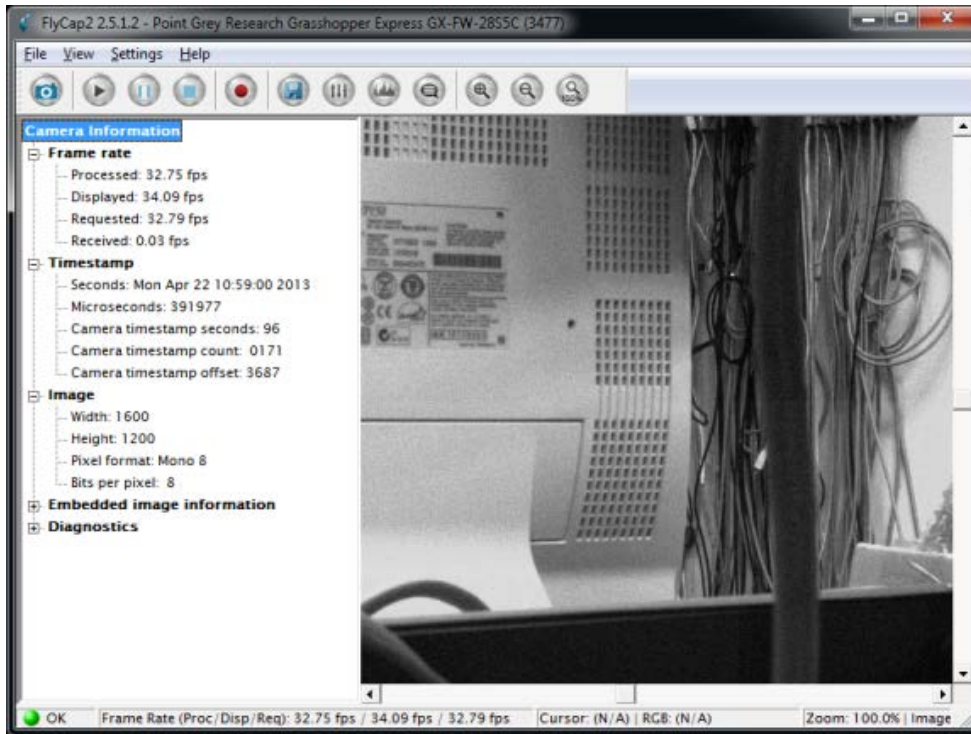 FlyCap2 2.5.1.2 - Point Grey Research Grasshopper Express GX-FW-28S5C (3477)
File View Settings Help
100%
Camera Information
Frame rate
Processed: 32.75 fps
Displayed: 34.09 fps
Requested: 32.79 fps
Received: 0.03 fps
Timestamp
Seconds: Mon Apr 22 10:59:00 2013
Microseconds: 391977
Camera timestamp seconds: 96
Camera timestamp count: 0171
Camera timestamp offset: 3687
Image
Width: 1600
Height: 1200
Pixel format: Mono 8
Bits per pixel: 8
Embedded image information
Diagnostics
OK Frame Rate (Proc/Disp/Req): 32.75 fps / 34.09 fps / 32.79 fps Cursor: (N/A) | RGB: (N/A) Zoom: 100.0% | Image